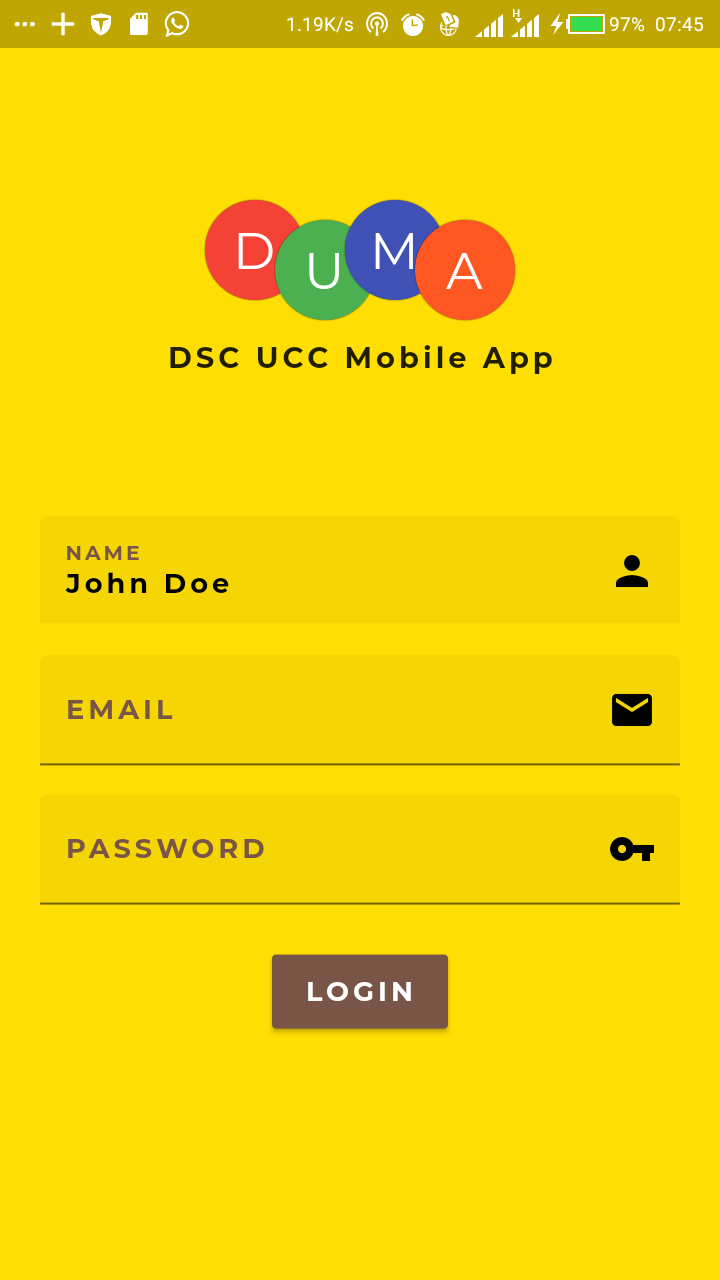 1.19K/s H 97% 07:45
D U M A
DSC UCC Mobile App
NAME
John Doe
EMAIL
PASSWORD
LOGIN